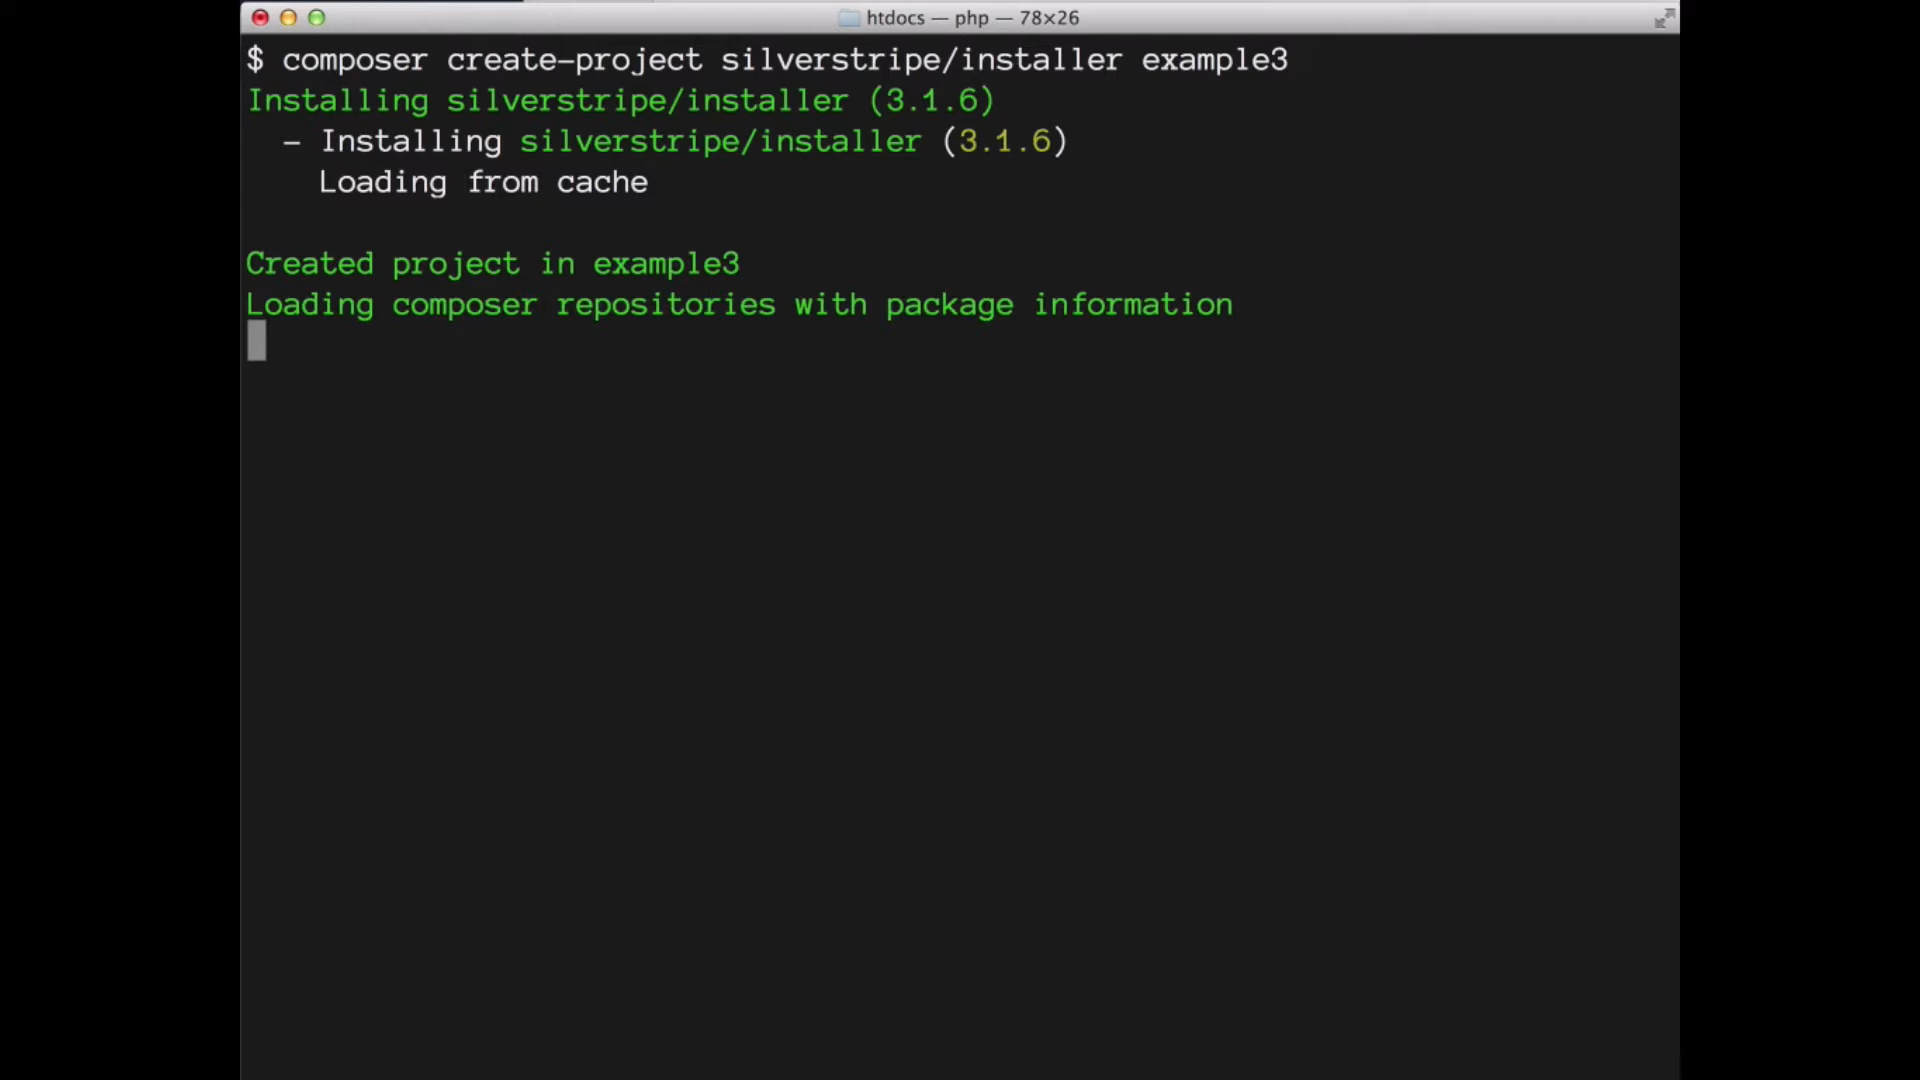 htdocs — php — 78×26
$ composer create-project silverstripe/installer example3
Installing silverstripe/installer (3.1.6)
  - Installing silverstripe/installer (3.1.6)
    Loading from cache

Created project in example3
Loading composer repositories with package information